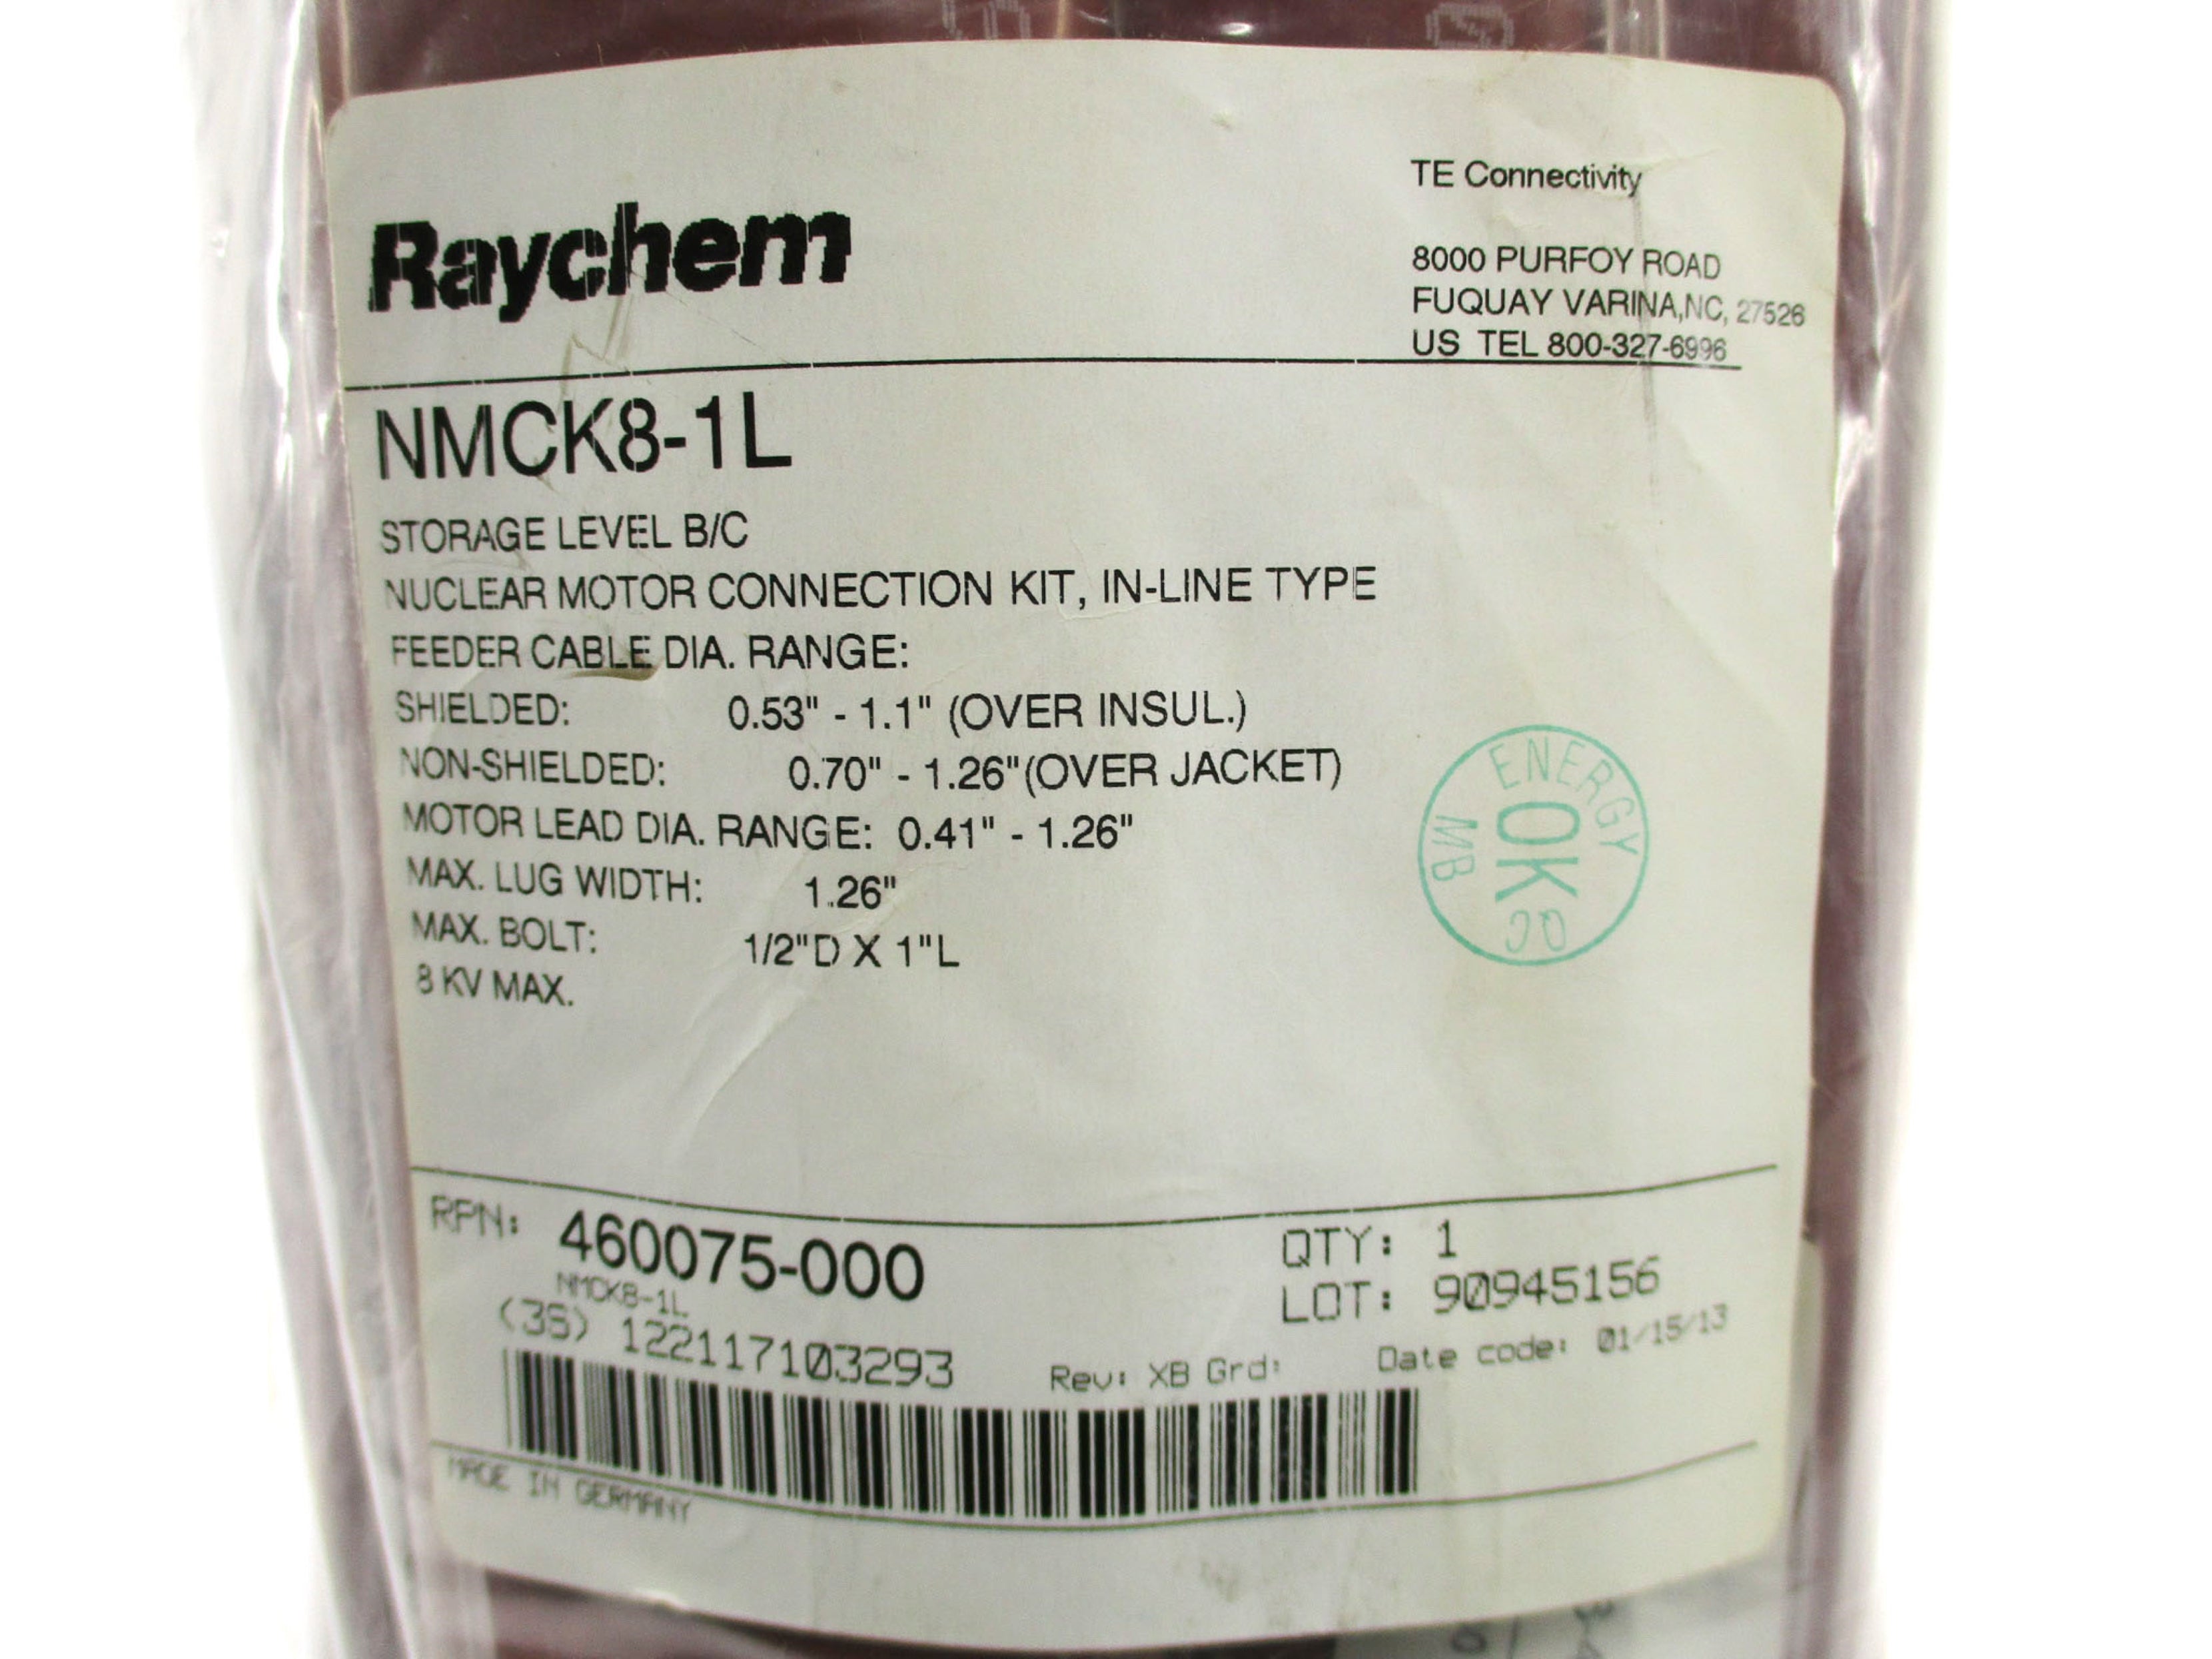 Raychem
TE Connectivity
8000 PURFOY ROAD
FUQUAY VARINA,NC, 27526
US TEL 800-327-6996
NMCK8-1L
STORAGE LEVEL B/C
NUCLEAR MOTOR CONNECTION KIT, IN-LINE TYPE
FEEDER CABLE DIA. RANGE:
SHIELDED: 0.53" - 1.1" (OVER INSUL.)
NON-SHIELDED: 0.70" - 1.26"(OVER JACKET)
MOTOR LEAD DIA. RANGE: 0.41" - 1.26"
MAX. LUG WIDTH: 1.26"
MAX. BOLT: 1/2"D X 1"L
8 KV MAX.
ENERGY
OK
MB
QC
RPN: 460075-000
NMCK8-1L
QTY: 1
LOT: 90945156
(3S) 122117103293
Rev: XB Grd:
Date code: 01/15/13
MADE IN GERMANY